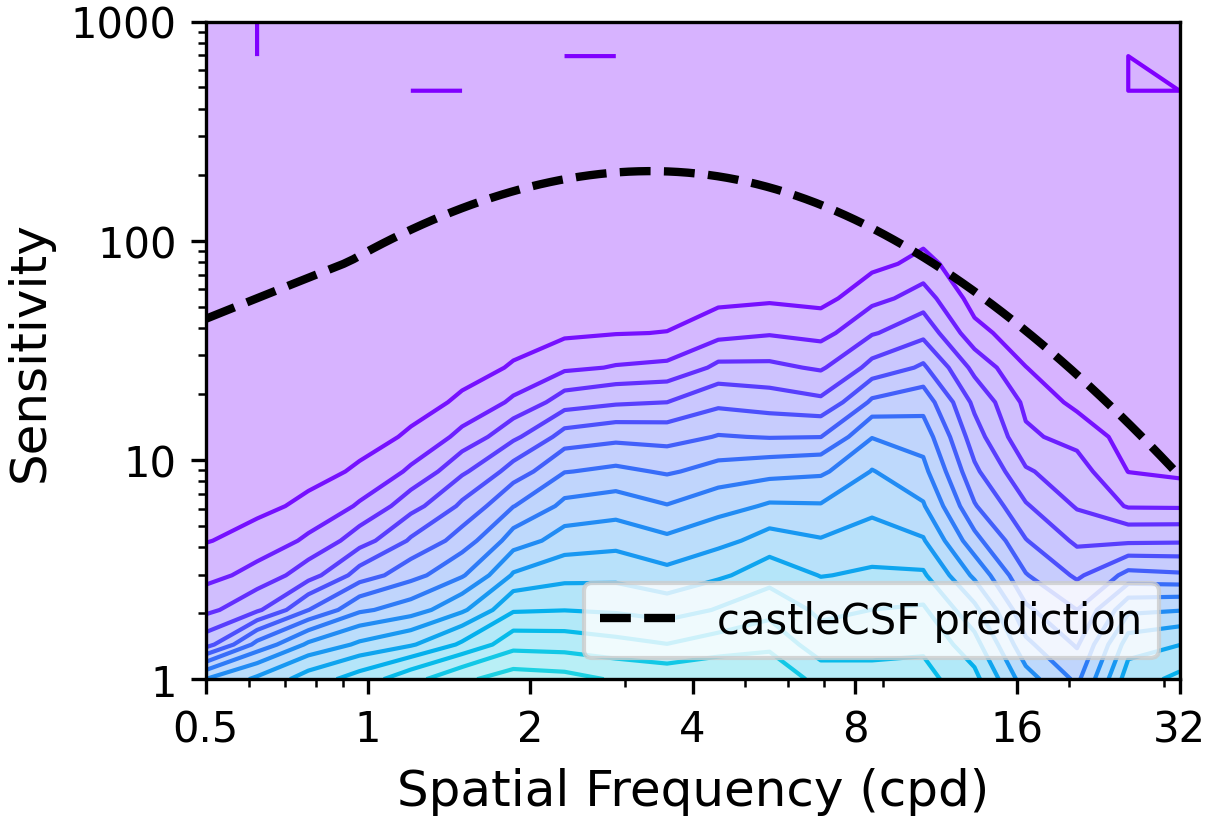 1000
100
10
1
Sensitivity
castleCSF prediction
0.5 1 2 4 8 16 32
Spatial Frequency (cpd)